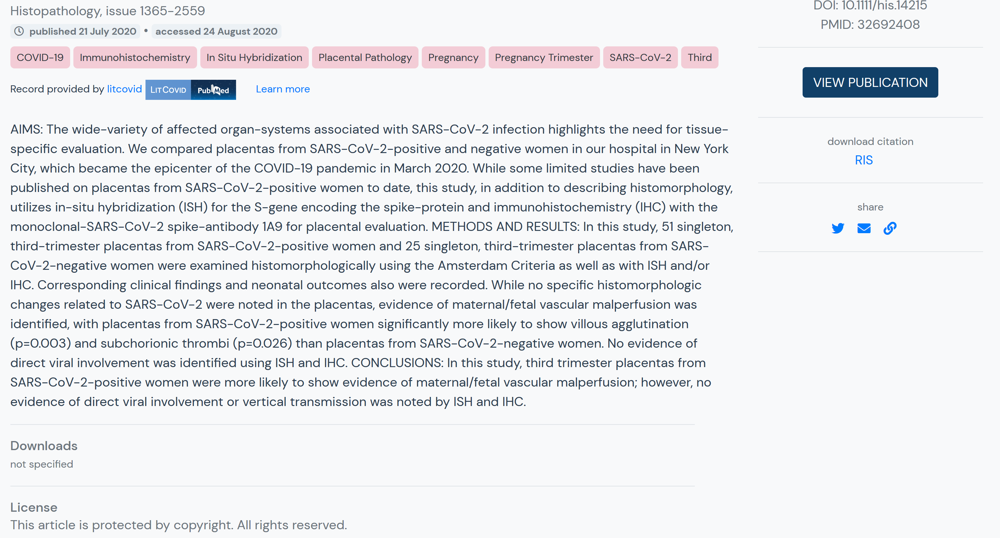 Histopathology, issue 1365-2559
published 21 July 2020 • accessed 24 August 2020
COVID-19 Immunohistochemistry In Situ Hybridization Placental Pathology Pregnancy Pregnancy Trimester SARS-CoV-2 Third
Record provided by litcovid LITCOVID PubMed Learn more
AIMS: The wide-variety of affected organ-systems associated with SARS-CoV-2 infection highlights the need for tissue-
specific evaluation. We compared placentas from SARS-CoV-2-positive and negative women in our hospital in New York
City, which became the epicenter of the COVID-19 pandemic in March 2020. While some limited studies have been
published on placentas from SARS-CoV-2-positive women to date, this study, in addition to describing histomorphology,
utilizes in-situ hybridization (ISH) for the S-gene encoding the spike-protein and immunohistochemistry (IHC) with the
monoclonal-SARS-CoV-2 spike-antibody 1A9 for placental evaluation. METHODS AND RESULTS: In this study, 51 singleton,
third-trimester placentas from SARS-CoV-2-positive women and 25 singleton, third-trimester placentas from SARS-
CoV-2-negative women were examined histomorphologically using the Amsterdam Criteria as well as with ISH and/or
IHC. Corresponding clinical findings and neonatal outcomes also were recorded. While no specific histomorphologic
changes related to SARS-CoV-2 were noted in the placentas, evidence of maternal/fetal vascular malperfusion was
identified, with placentas from SARS-CoV-2-positive women significantly more likely to show villous agglutination
(p=0.003) and subchorionic thrombi (p=0.026) than placentas from SARS-CoV-2-negative women. No evidence of
direct viral involvement was identified using ISH and IHC. CONCLUSIONS: In this study, third trimester placentas from
SARS-CoV-2-positive women were more likely to show evidence of maternal/fetal vascular malperfusion; however, no
evidence of direct viral involvement or vertical transmission was noted by ISH and IHC.
Downloads
not specified
License
This article is protected by copyright. All rights reserved.
DOI: 10.1111/his.14215
PMID: 32692408
VIEW PUBLICATION
download citation
RIS
share